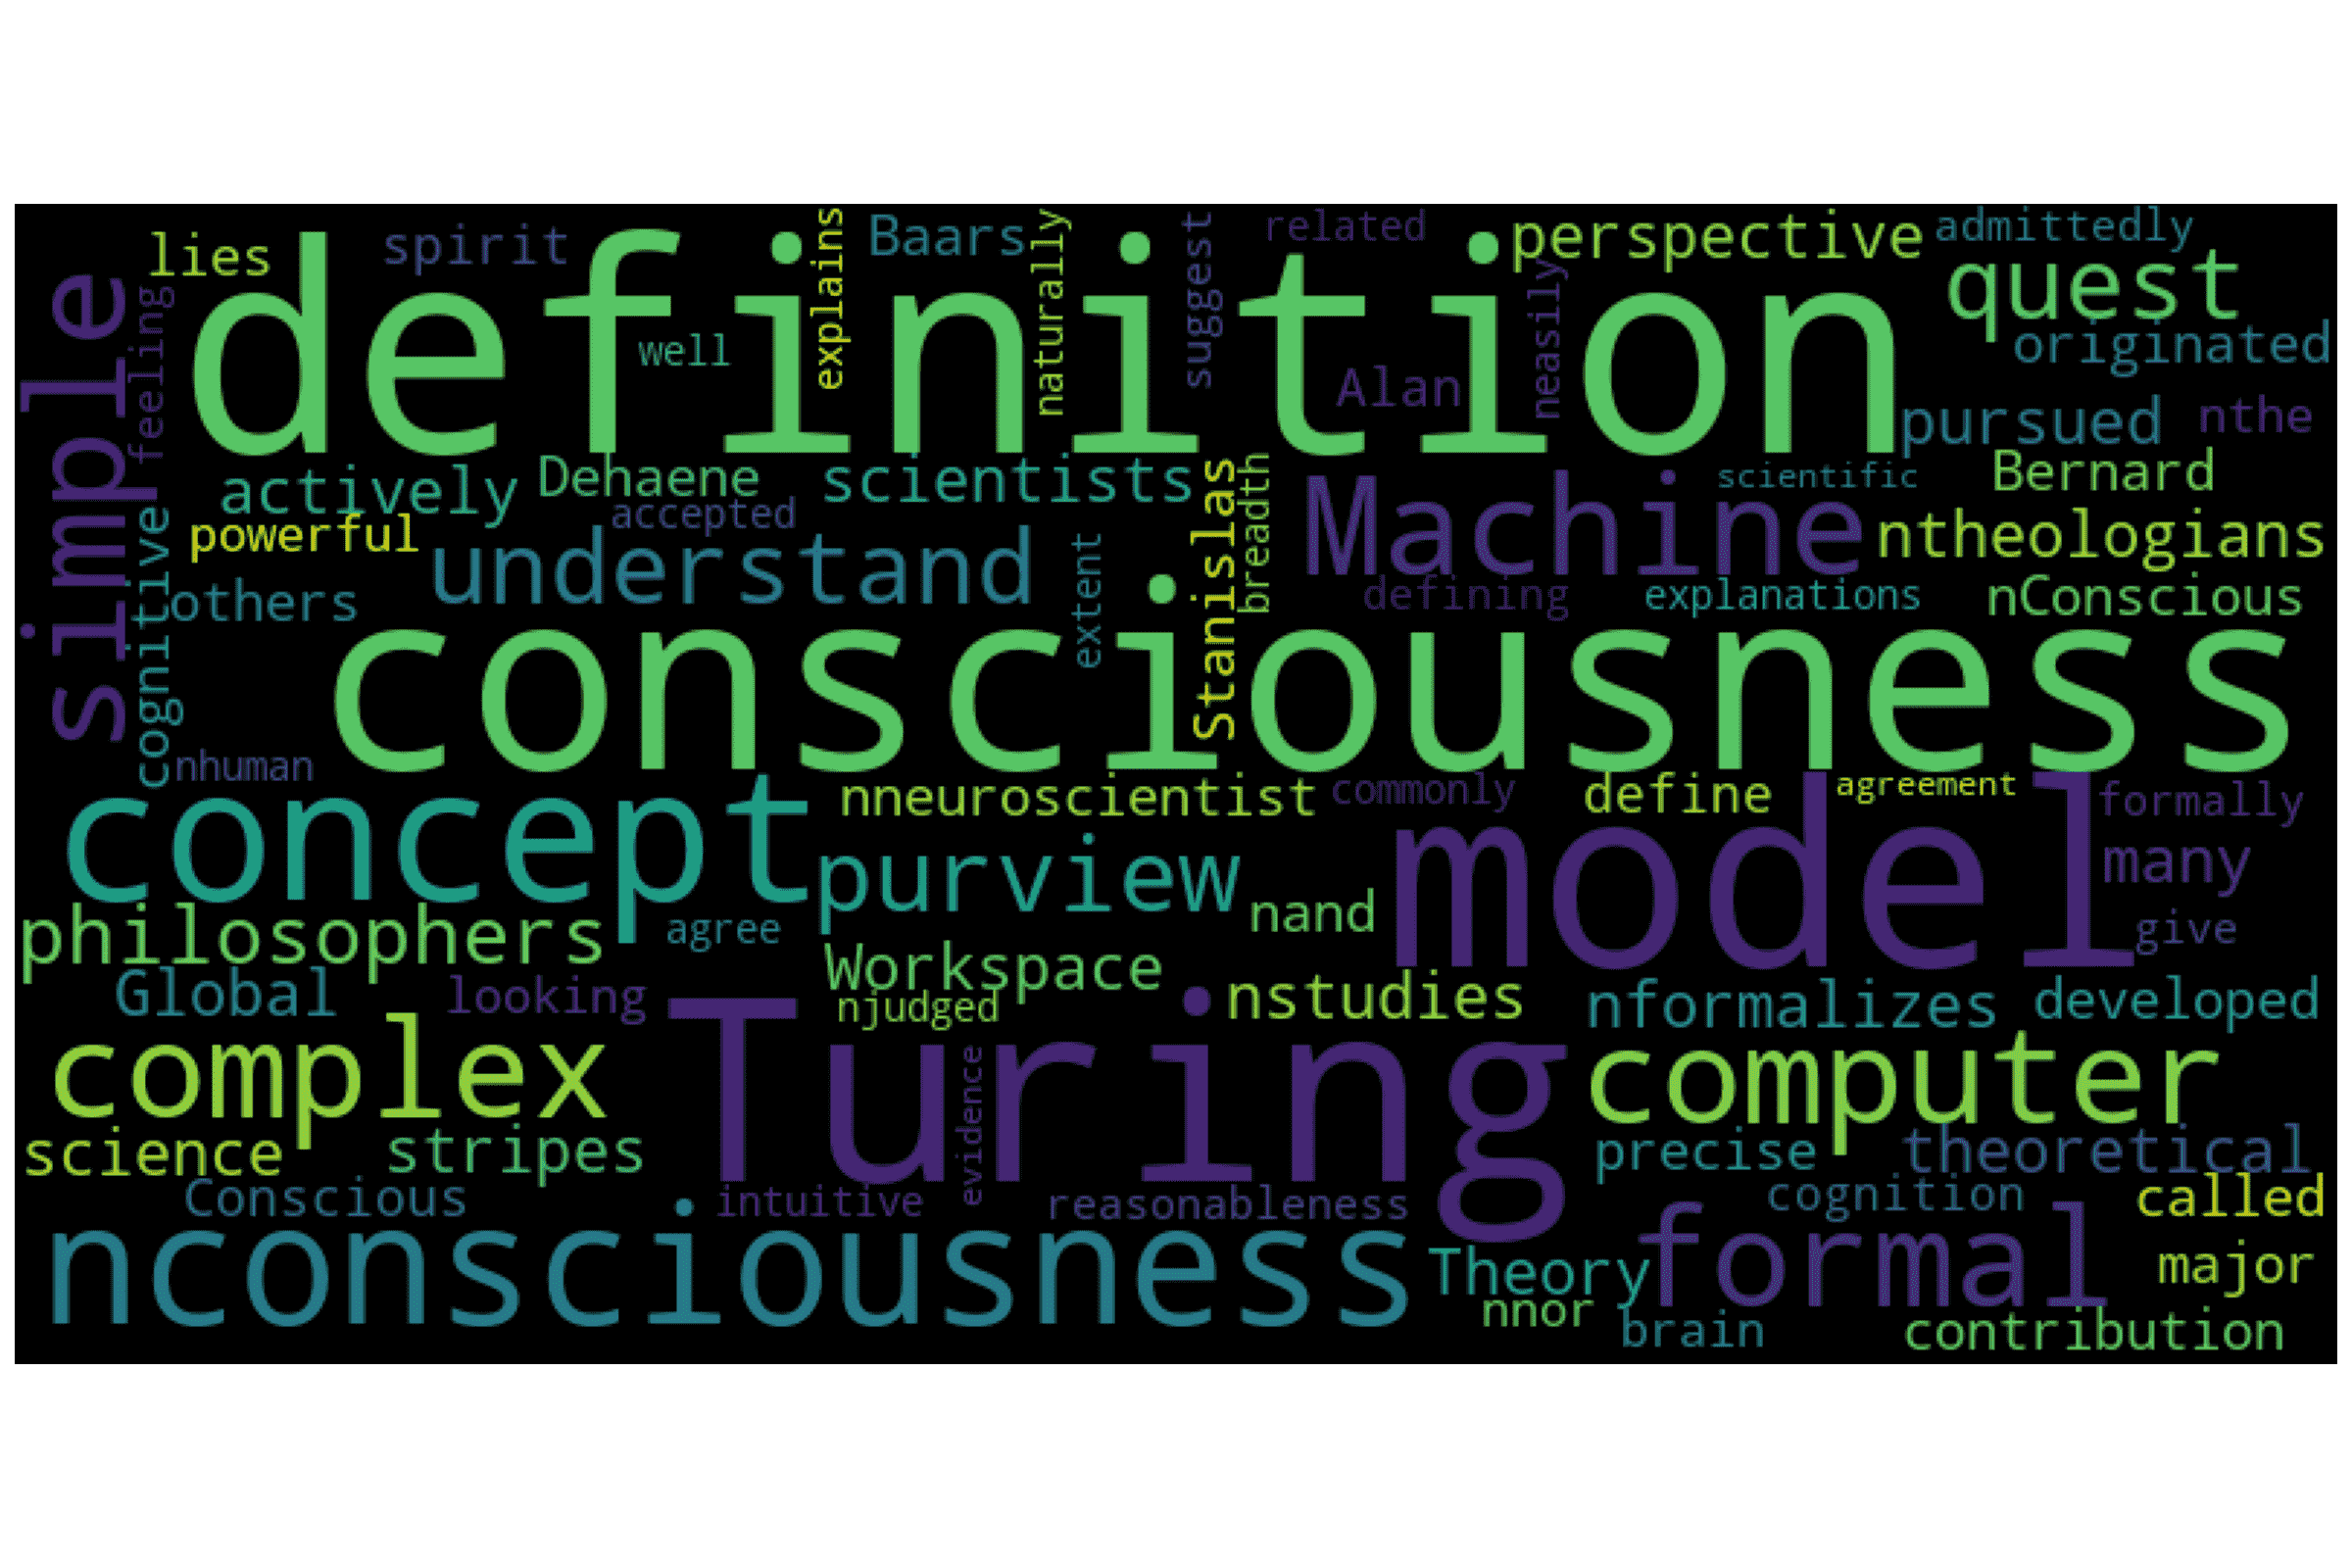 simple
lies
spirit
definition
explains
Baars
naturally
suggest
related
perspective
admittedly
quest
originated
feeling
well
Alan
neasily
pursued
nthe
actively
Dehaene
scientists
Stanislas
breadth
Machine
scientific
Bernard
powerful
accepted
ntheologians
cognitive
others
understand
extent
defining
explanations
nConscious
consciousness
nhuman
concept
nneuroscientist
commonly
define
agreement
formally
purview
model
many
philosophers
agree
nand
give
Global
looking
Workspace
njudged
nstudies
nformalizes
developed
complex
Turing
evidence
computer
science
stripes
precise
theoretical
Conscious
intuitive
reasonableness
cognition
called
nconsciousness
Theory
formal
major
nnor
brain
contribution